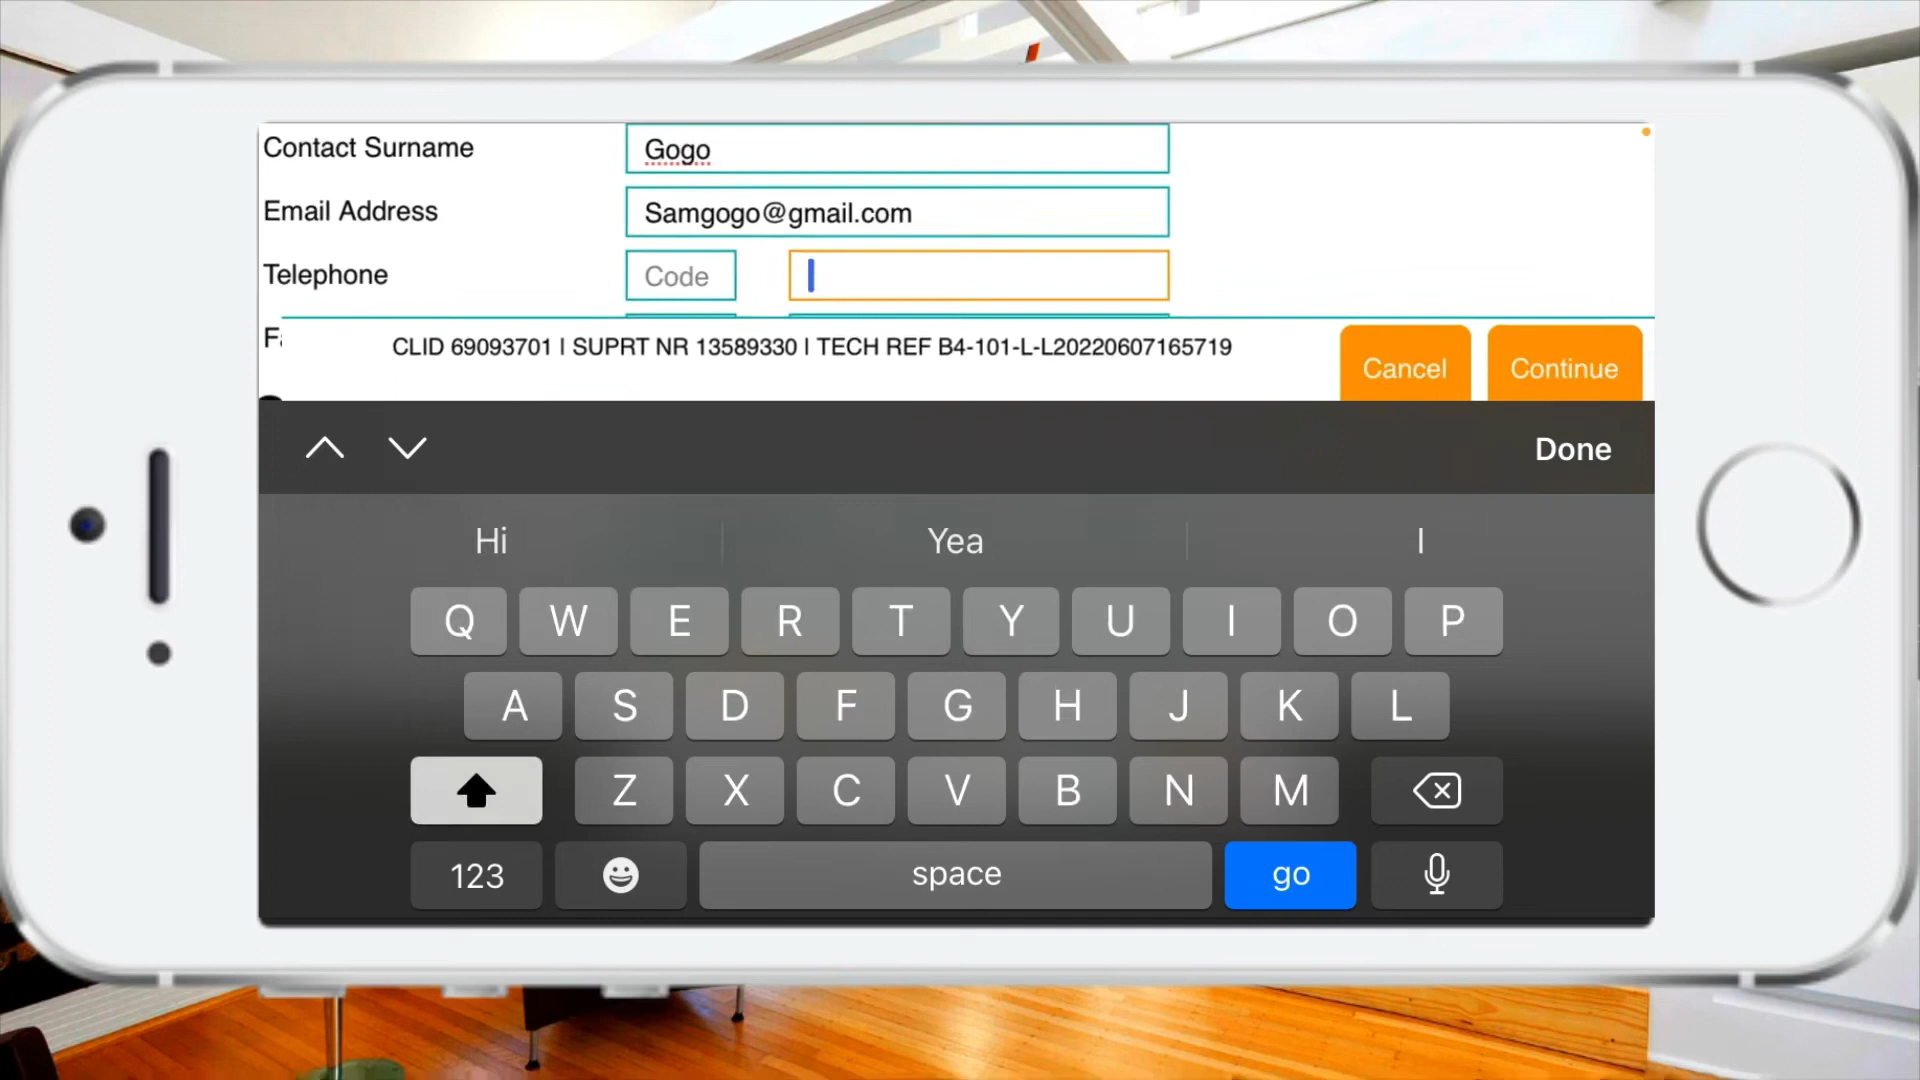 Contact Surname Gogo
Email Address Samgogo@gmail.com
Telephone Code
CLID 69093701 | SUPRT NR 13589330 | TECH REF B4-101-L-L20220607165719
Cancel Continue
Done
Hi Yea I
Q W E R T Y U I O P
A S D F G H J K L
Z X C V B N M
123 space go